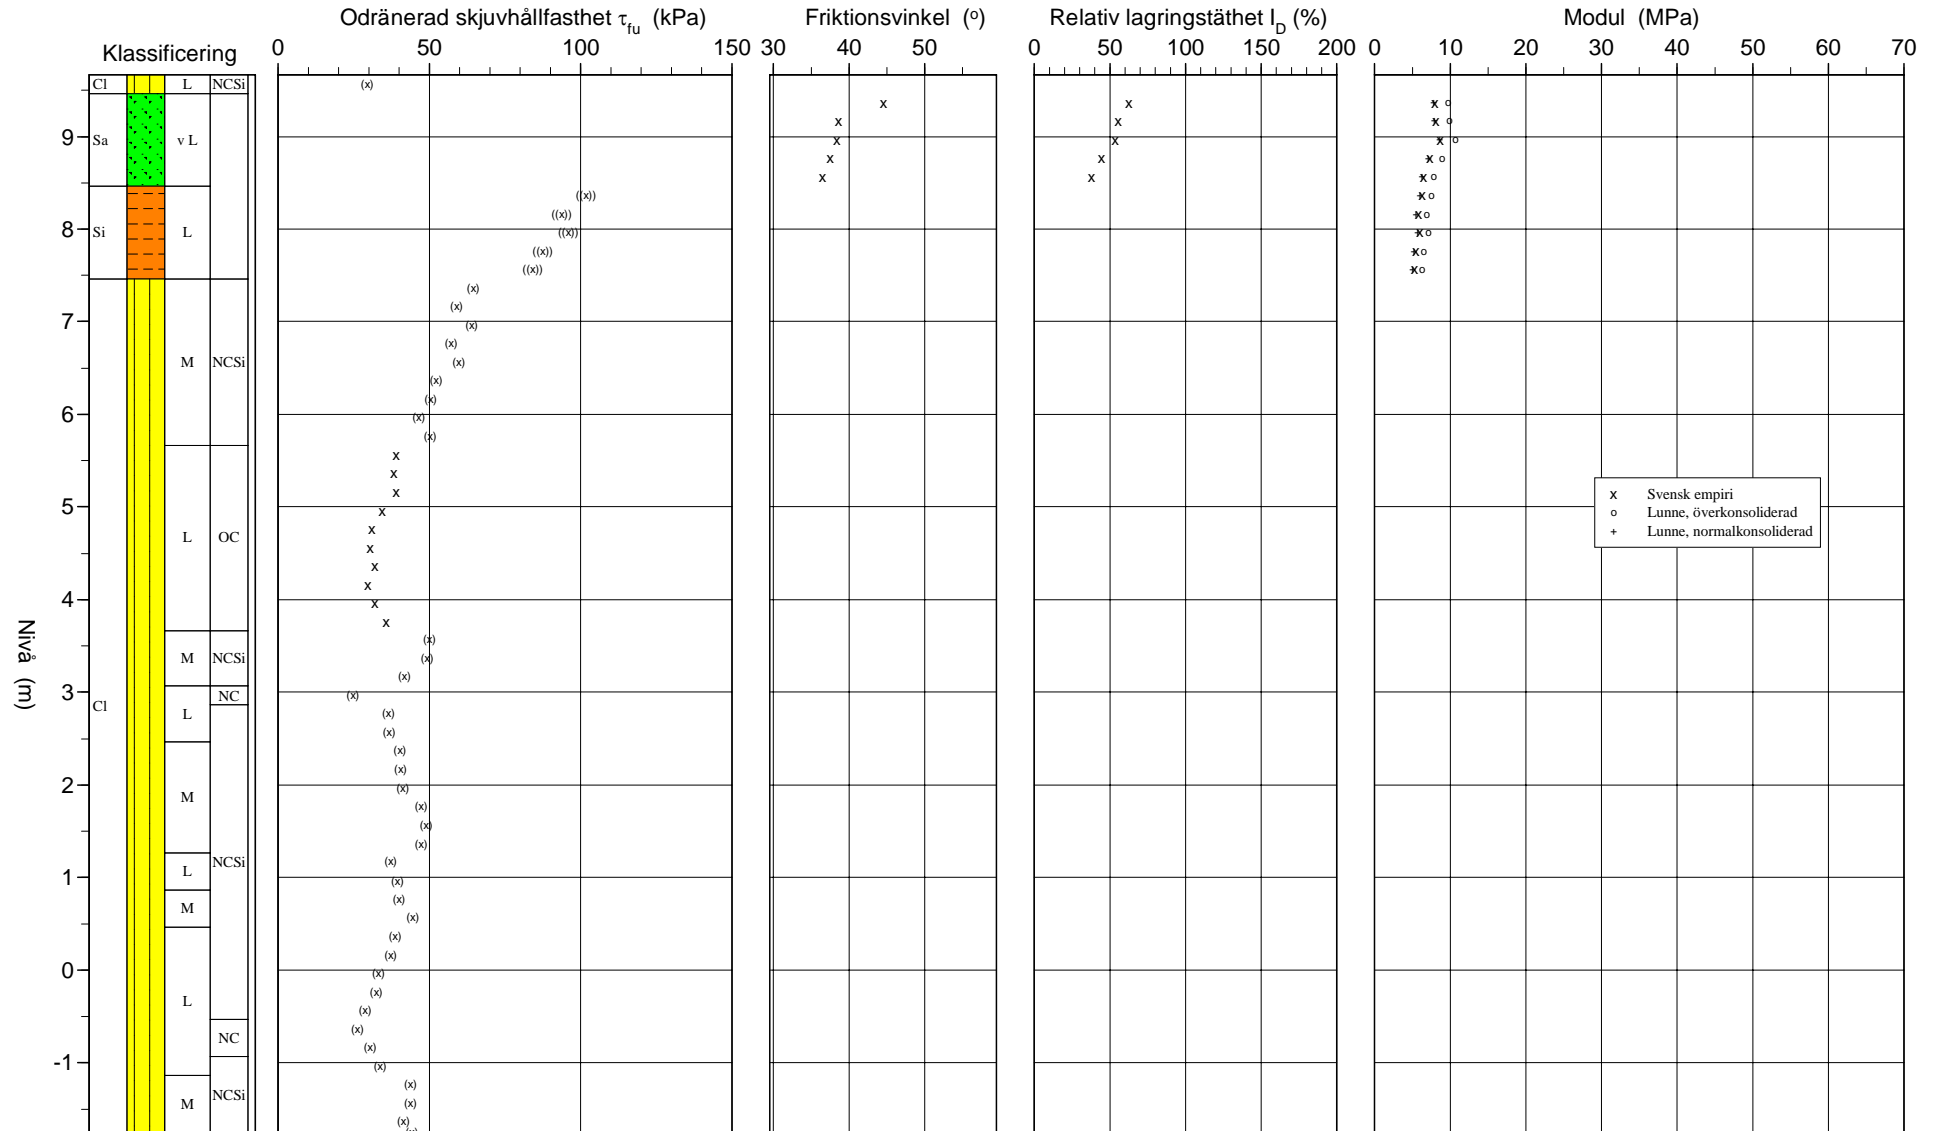 Odränerad skjuvhållfasthet τfu (kPa) Friktionsvinkel (o) Relativ lagringstäthet ID (%) Modul (MPa)
Klassificering 0 50 100 150 30 40 50 0 50 100 150 200 0 10 20 30 40 50 60 70
Cl L NCSi
9 Sa v L
8 Si L
7
M NCSi
6
5
L OC
4
M NCSi
3 NC
Cl L
2 M
NCSi
1 L
M
0
L
NC
-1
NCSi
M
Nivå (m)
x Svensk empiri
o Lunne, överkonsoliderad
+ Lunne, normalkonsoliderad